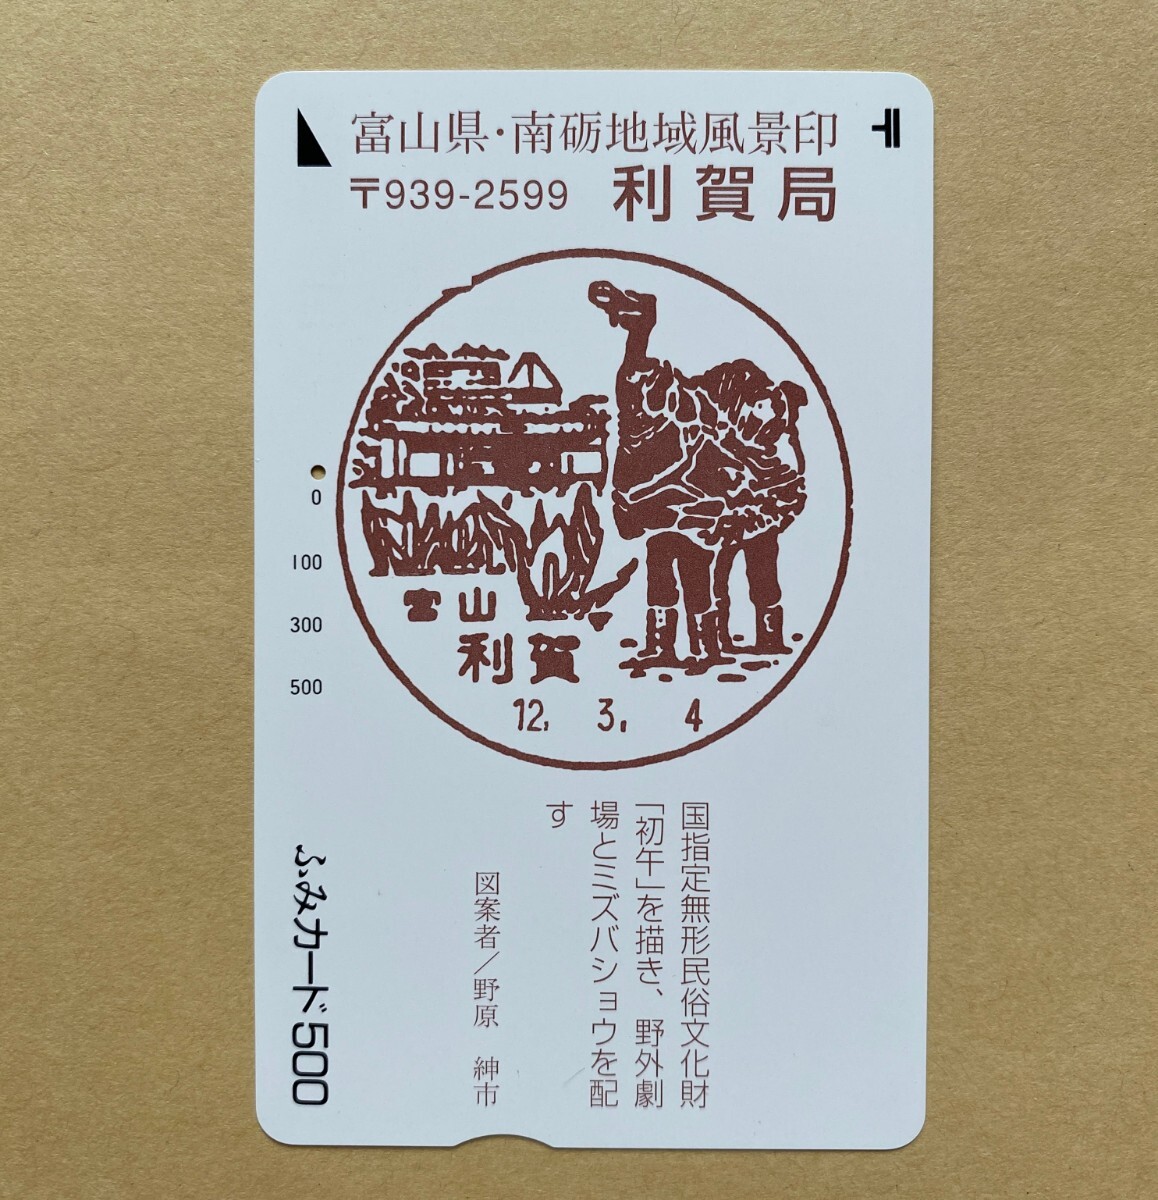 富山県・南砺地域風景印
〒939-2599 利賀局
〒
0
100
300
500
富山
利賀
12. 3. 4
国指定無形民俗文化財
「初午」を描き、野外劇
場とミズバショウを配
す
図案者/野原 紳市
ふみカード500